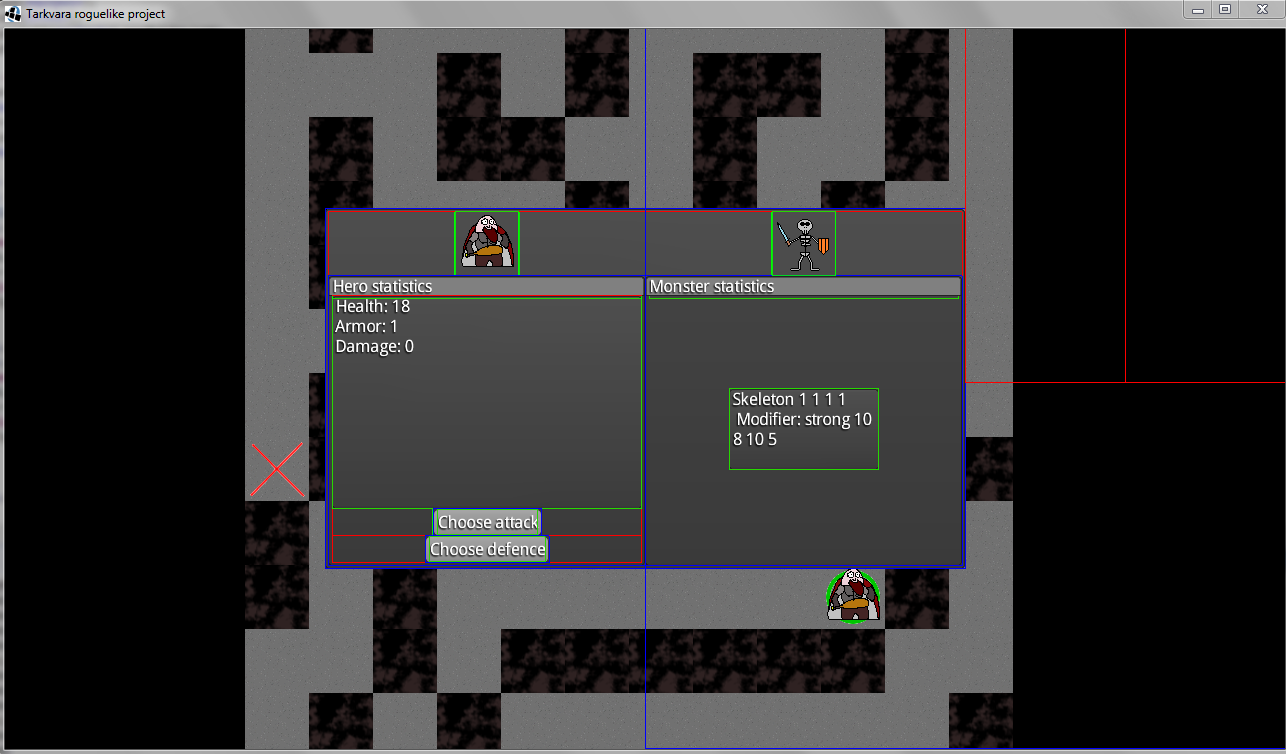 Tarkvara roguelike project
Hero statistics
Health: 18
Armor: 1
Damage: 0
Choose attack
Choose defence
Monster statistics
Skeleton 1 1 1 1
Modifier: strong 10
8 10 5